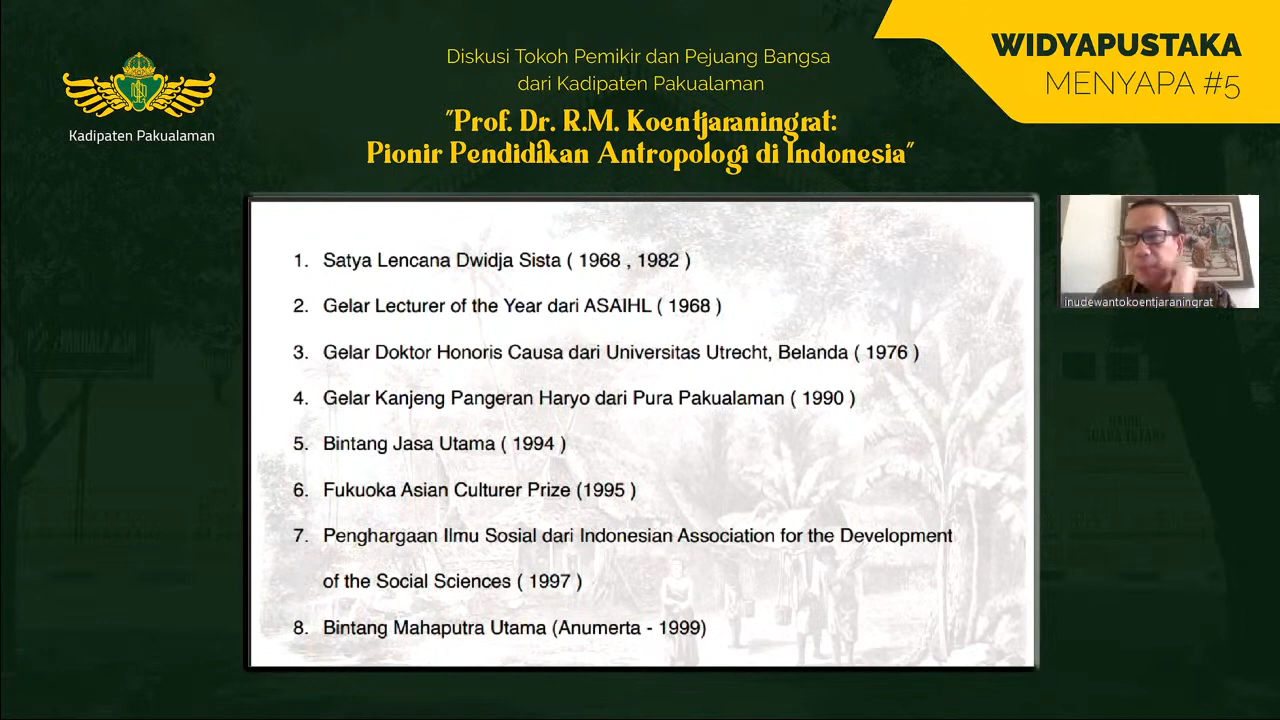 Diskusi Tokoh Pemikir dan Pejuang Bangsa
dari Kadipaten Pakualaman
"Prof. Dr. R.M. Koentjaraningrat:
Pionir Pendidikan Antropologi di Indonesia"
WIDYAPUSTAKA
MENYAPA #5
Kadipaten Pakualaman
1. Satya Lencana Dwidja Sista ( 1968 , 1982 )
2. Gelar Lecturer of the Year dari ASAIHL ( 1968 )
3. Gelar Doktor Honoris Causa dari Universitas Utrecht, Belanda ( 1976 )
4. Gelar Kanjeng Pangeran Haryo dari Pura Pakualaman ( 1990 )
5. Bintang Jasa Utama ( 1994 )
6. Fukuoka Asian Culturer Prize (1995 )
7. Penghargaan Ilmu Sosial dari Indonesian Association for the Development
of the Social Sciences ( 1997 )
8. Bintang Mahaputra Utama (Anumerta - 1999)
inudewantokoentjaraningrat